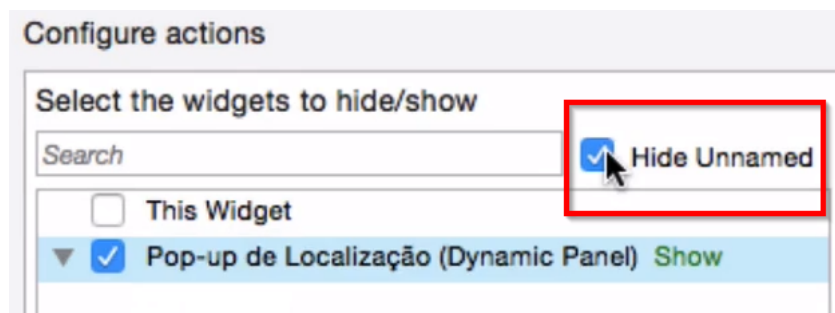 Configure actions
Select the widgets to hide/show
Search
Hide Unnamed
This Widget
Pop-up de Localização (Dynamic Panel) Show